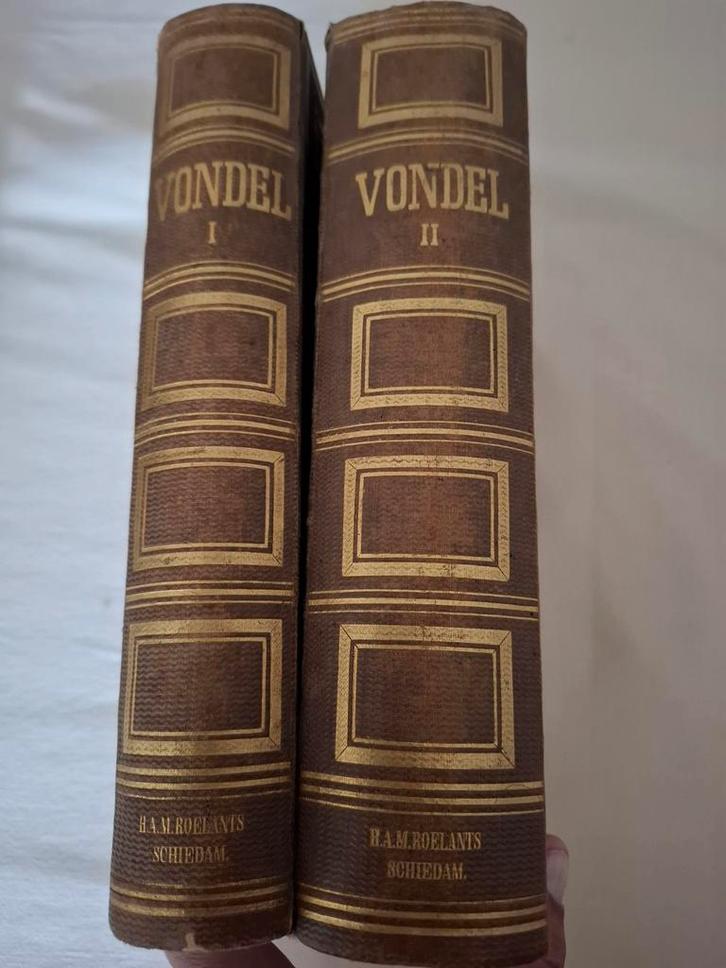 VONDEL
I
H.A.M.ROELANTS
SCHIEDAM.
VONDEL
II
H.A.M.ROELANTS
SCHIEDAM.